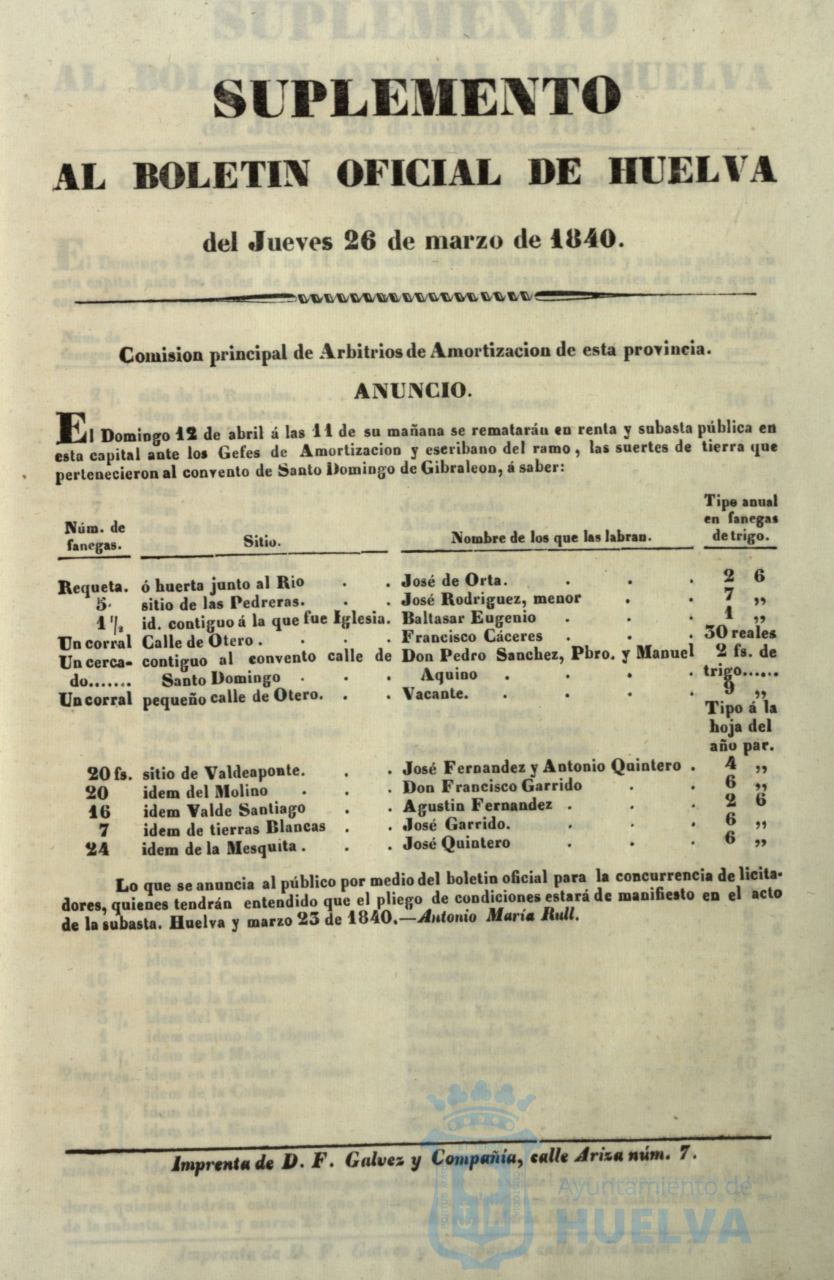 SUPLEMENTO
AL BOLETIN OFICIAL DE HUELVA
del Jueves 26 de marzo de 1840.
Comision principal de Arbitrios de Amortizacion de esta provincia.
ANUNCIO.
El Domingo 12 de abril á las 11 de su mañana se rematarán en renta y subasta pública en
esta capital ante los Gefes de Amortizacion y escribano del ramo, las suertes de tierra que
pertenecieron al convento de Santo Domingo de Gibraleon, á saber:
Núm. de fanegas. Sitio. Nombre de los que las labran. Tipo anual en fanegas de trigo.
Requeta. ó huerta junto al Rio . . José de Orta. . . . 2 6
5. sitio de las Pedreras. . . José Rodriguez, menor . . 7 ,,
1 1/2 id. contiguo á la que fue Iglesia. Baltasar Eugenio . . . 1 ,,
Un corral Calle de Otero . . . . Francisco Cáceres . . . 30 reales
Un cerca- contiguo al convento calle de Don Pedro Sanchez, Pbro. y Manuel 2 fs. de
do....... Santo Domingo . . . Aquino . . . . trigo......
Un corral pequeño calle de Otero. . . Vacante. . . . . 9 ,,
Tipo á la
hoja del
año par.
20 fs. sitio de Valdeaponte. . . José Fernandez y Antonio Quintero . 4 ,,
20 idem del Molino . . . Don Francisco Garrido . . 6 ,,
16 idem Valde Santiago . . Agustin Fernandez . . . 2 6
7 idem de tierras Blancas . . José Garrido. . . . 6 ,,
24 idem de la Mesquita . . . José Quintero . . . 6 ,,
Lo que se anuncia al público por medio del boletin oficial para la concurrencia de licita-
dores, quienes tendrán entendido que el pliego de condiciones estará de manifiesto en el acto
de la subasta. Huelva y marzo 23 de 1840.—Antonio María Rull.
Imprenta de D. F. Galvez y Compañía, calle Ariza núm. 7.
Ayuntamiento de
HUELVA